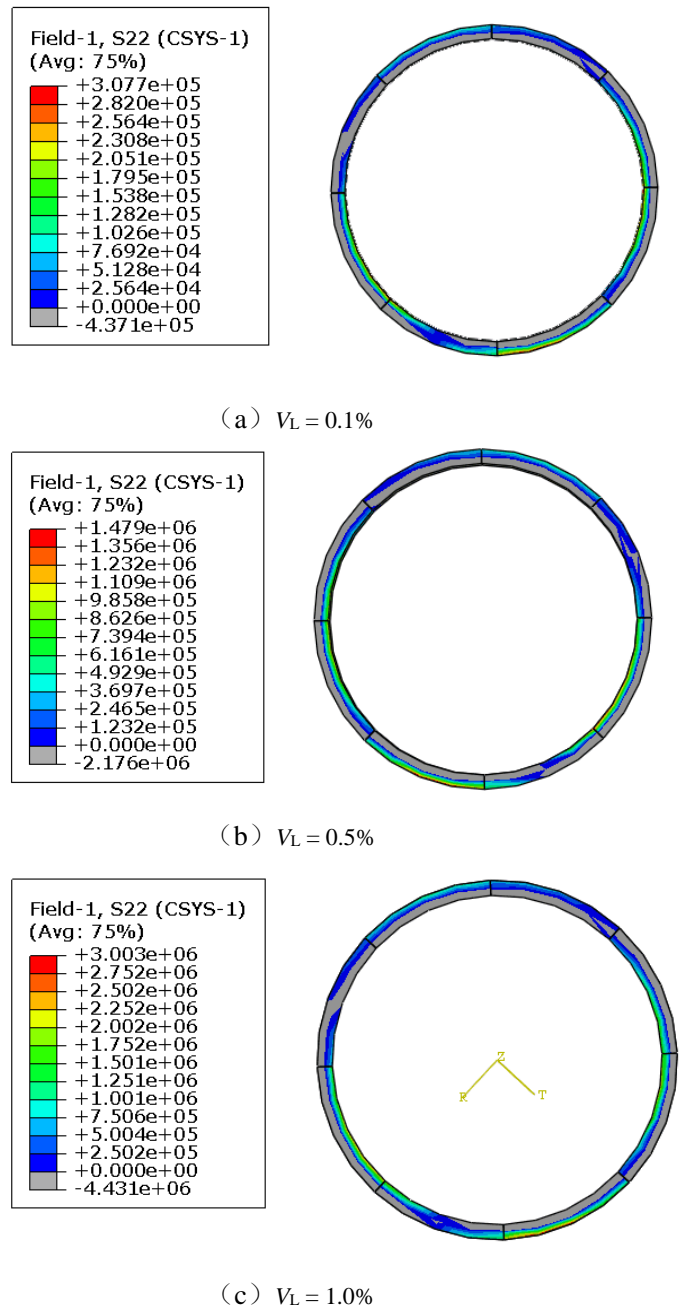 Field-1, S22 (CSYS-1)
(Avg: 75%)
+3.077e+05
+2.820e+05
+2.564e+05
+2.308e+05
+2.051e+05
+1.795e+05
+1.538e+05
+1.282e+05
+1.026e+05
+7.692e+04
+5.128e+04
+2.564e+04
+0.000e+00
-4.371e+05
（a）VL = 0.1%
Field-1, S22 (CSYS-1)
(Avg: 75%)
+1.479e+06
+1.356e+06
+1.232e+06
+1.109e+06
+9.858e+05
+8.626e+05
+7.394e+05
+6.161e+05
+4.929e+05
+3.697e+05
+2.465e+05
+1.232e+05
+0.000e+00
-2.176e+06
（b）VL = 0.5%
Field-1, S22 (CSYS-1)
(Avg: 75%)
+3.003e+06
+2.752e+06
+2.502e+06
+2.252e+06
+2.002e+06
+1.752e+06
+1.501e+06
+1.251e+06
+1.001e+06
+7.506e+05
+5.004e+05
+2.502e+05
+0.000e+00
-4.431e+06
Z
R T
（c）VL = 1.0%